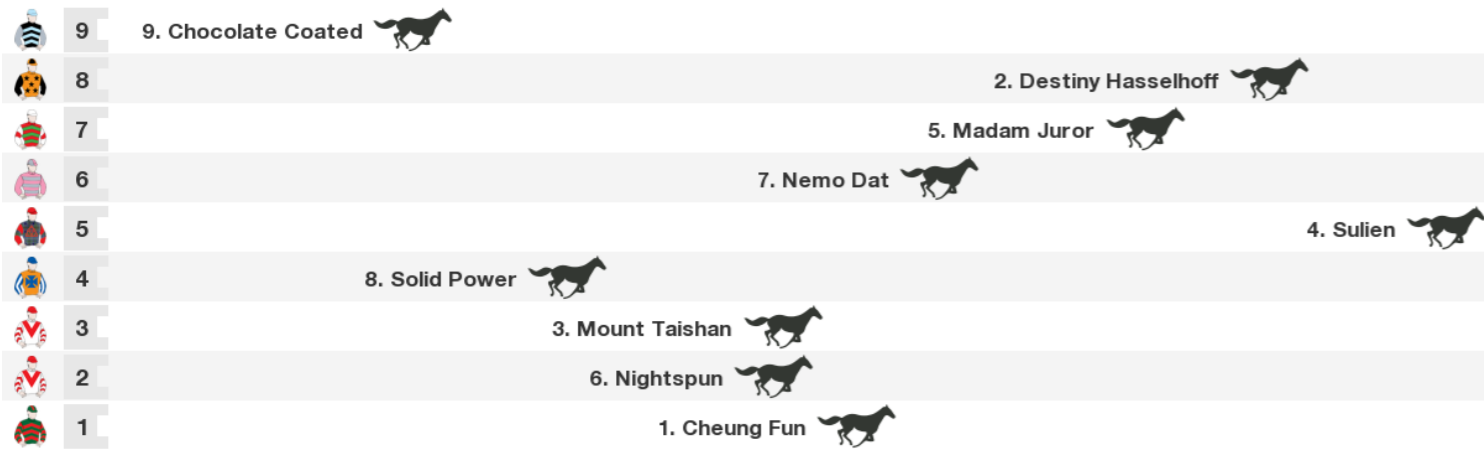 9 9. Chocolate Coated
8 2. Destiny Hasselhoff
7 5. Madam Juror
6 7. Nemo Dat
5 4. Sulien
4 8. Solid Power
3 3. Mount Taishan
2 6. Nightspun
1 1. Cheung Fun